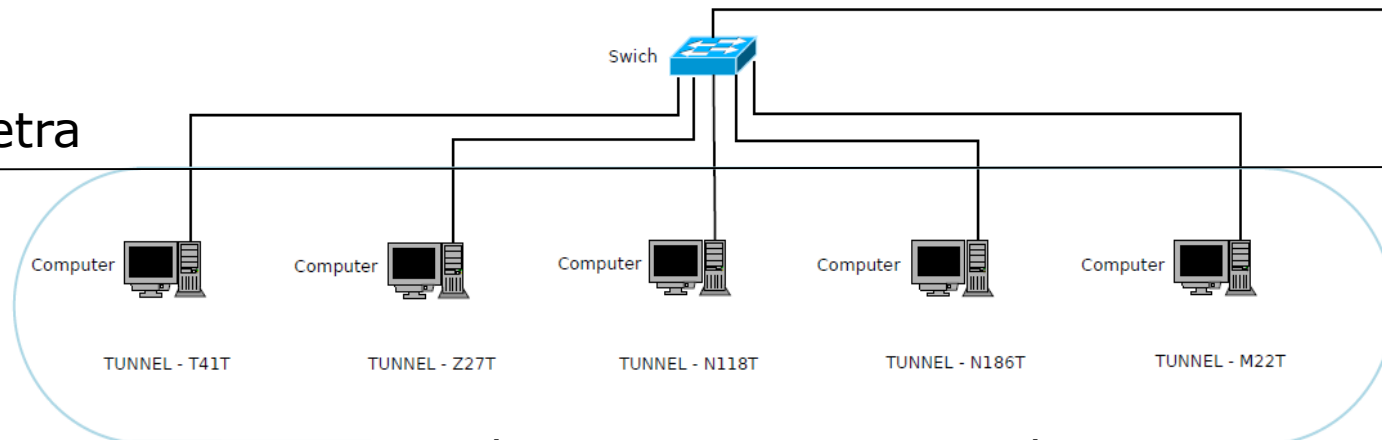 Swich
etra
Computer
Computer
Computer
Computer
Computer
TUNNEL - T41T
TUNNEL - Z27T
TUNNEL - N118T
TUNNEL - N186T
TUNNEL - M22T